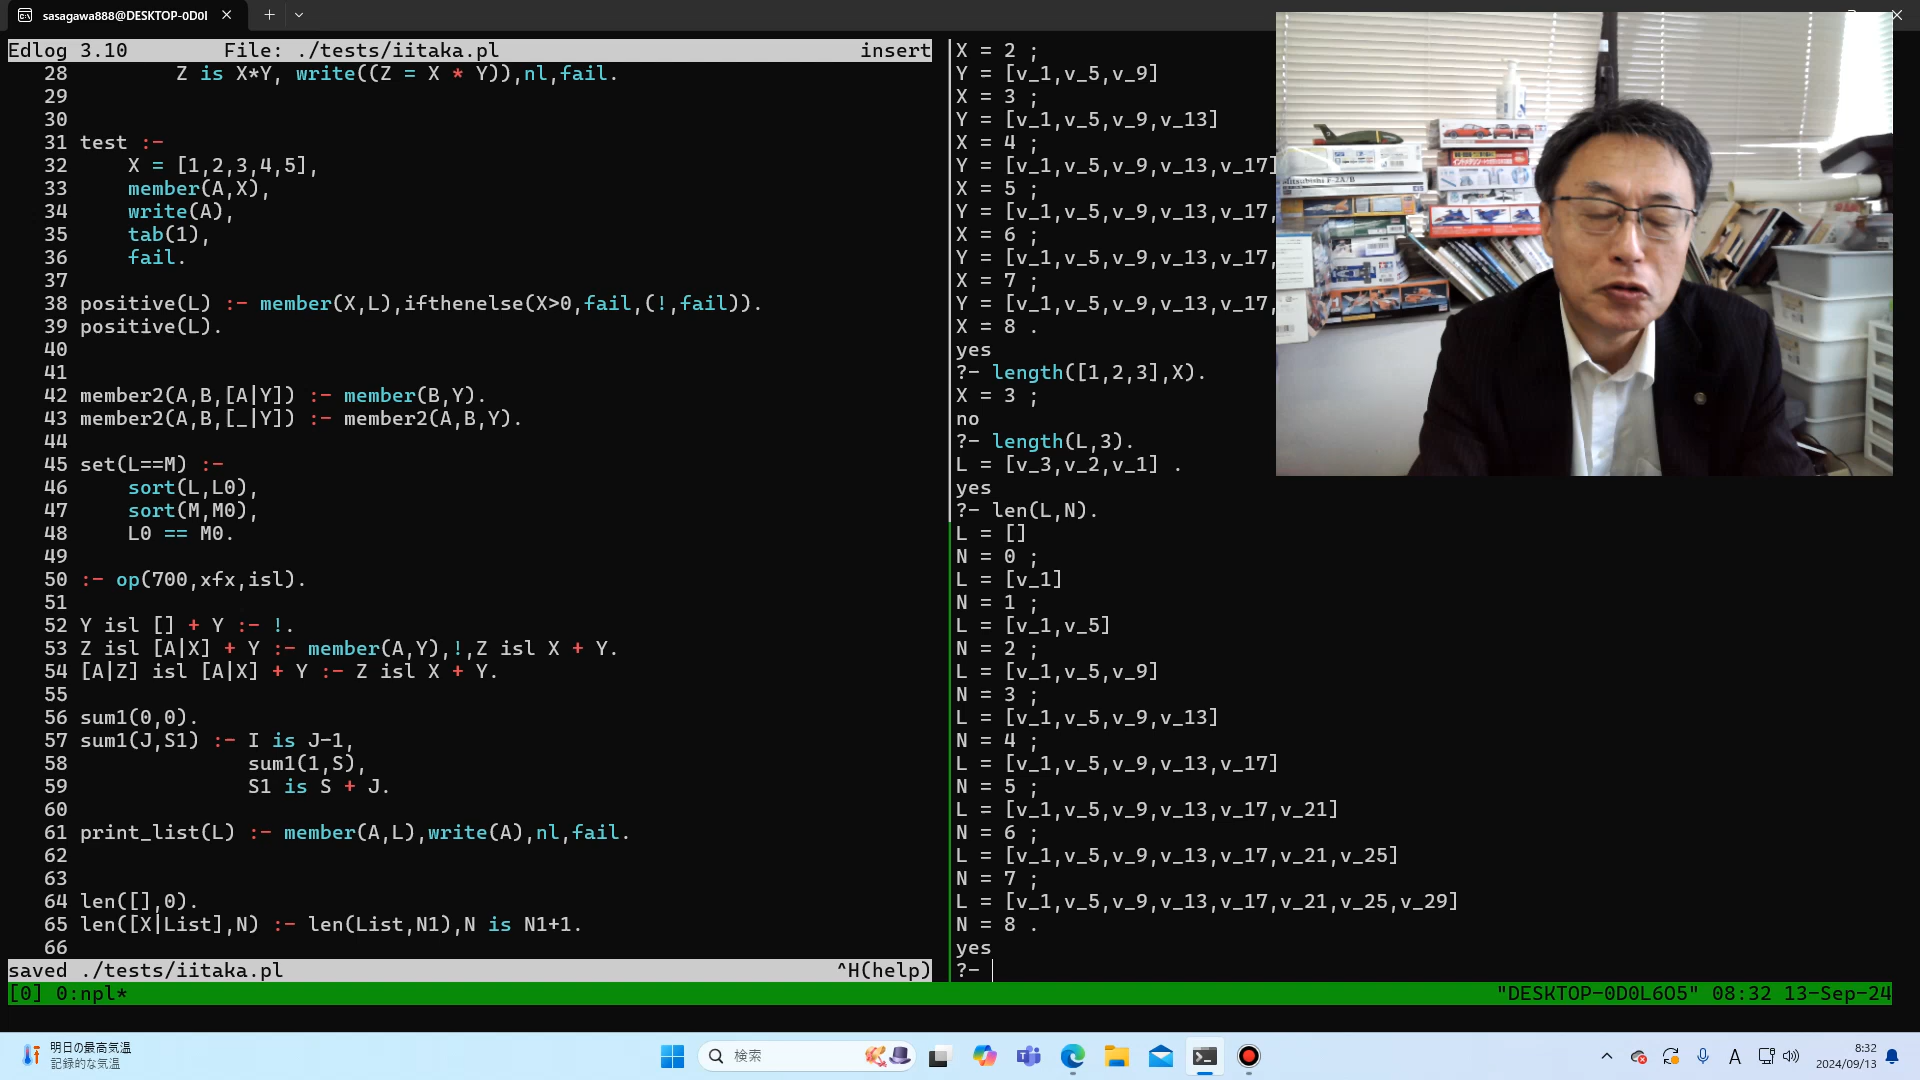 sasagawa888@DESKTOP-0D0l
Edlog 3.10        File: ./tests/iitaka.pl        insert
28         Z is X*Y, write((Z = X * Y)),nl,fail.
29
30
31 test :-
32     X = [1,2,3,4,5],
33     member(A,X),
34     write(A),
35     tab(1),
36     fail.
37
38 positive(L) :- member(X,L),ifthenelse(X>0,fail,(!,fail)).
39 positive(L).
40
41
42 member2(A,B,[A|Y]) :- member(B,Y).
43 member2(A,B,[_|Y]) :- member2(A,B,Y).
44
45 set(L==M) :-
46     sort(L,L0),
47     sort(M,M0),
48     L0 == M0.
49
50 :- op(700,xfx,isl).
51
52 Y isl [] + Y :- !.
53 Z isl [A|X] + Y :- member(A,Y),!,Z isl X + Y.
54 [A|Z] isl [A|X] + Y :- Z isl X + Y.
55
56 sum1(0,0).
57 sum1(J,S1) :- I is J-1,
58               sum1(1,S),
59               S1 is S + J.
60
61 print_list(L) :- member(A,L),write(A),nl,fail.
62
63
64 len([],0).
65 len([X|List],N) :- len(List,N1),N is N1+1.
66
saved ./tests/iitaka.pl        ^H(help)
X = 2 ;
Y = [v_1,v_5,v_9]
X = 3 ;
Y = [v_1,v_5,v_9,v_13]
X = 4 ;
Y = [v_1,v_5,v_9,v_13,v_17]
X = 5 ;
Y = [v_1,v_5,v_9,v_13,v_17,
X = 6 ;
Y = [v_1,v_5,v_9,v_13,v_17,
X = 7 ;
Y = [v_1,v_5,v_9,v_13,v_17,
X = 8 .
yes
?- length([1,2,3],X).
X = 3 ;
no
?- length(L,3).
L = [v_3,v_2,v_1] .
yes
?- len(L,N).
L = []
N = 0 ;
L = [v_1]
N = 1 ;
L = [v_1,v_5]
N = 2 ;
L = [v_1,v_5,v_9]
N = 3 ;
L = [v_1,v_5,v_9,v_13]
N = 4 ;
L = [v_1,v_5,v_9,v_13,v_17]
N = 5 ;
L = [v_1,v_5,v_9,v_13,v_17,v_21]
N = 6 ;
L = [v_1,v_5,v_9,v_13,v_17,v_21,v_25]
N = 7 ;
L = [v_1,v_5,v_9,v_13,v_17,v_21,v_25,v_29]
N = 8 .
yes
?-
[0] 0:npl*        "DESKTOP-0D0L6O5" 08:32 13-Sep-24
明日の最高気温
記録的な気温
検索
A
8:32
2024/09/13